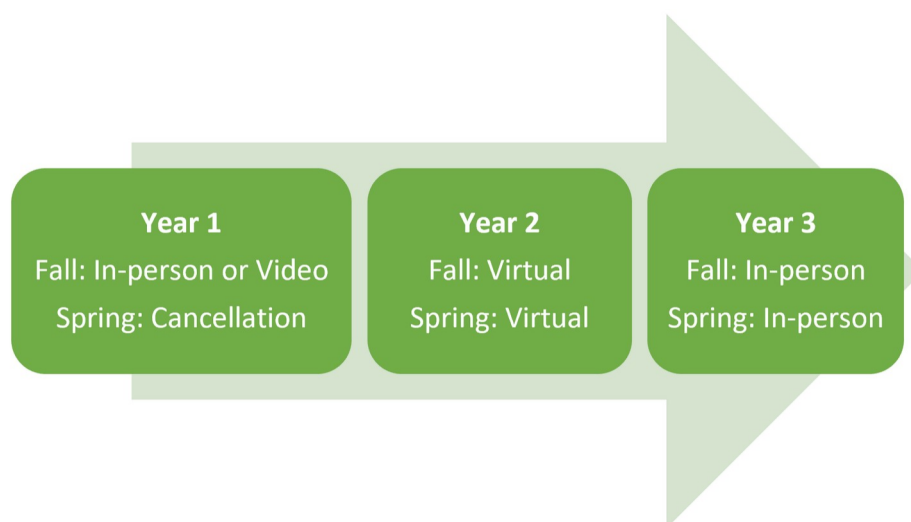 Year 1
Fall: In-person or Video
Spring: Cancellation
Year 2
Fall: Virtual
Spring: Virtual
Year 3
Fall: In-person
Spring: In-person